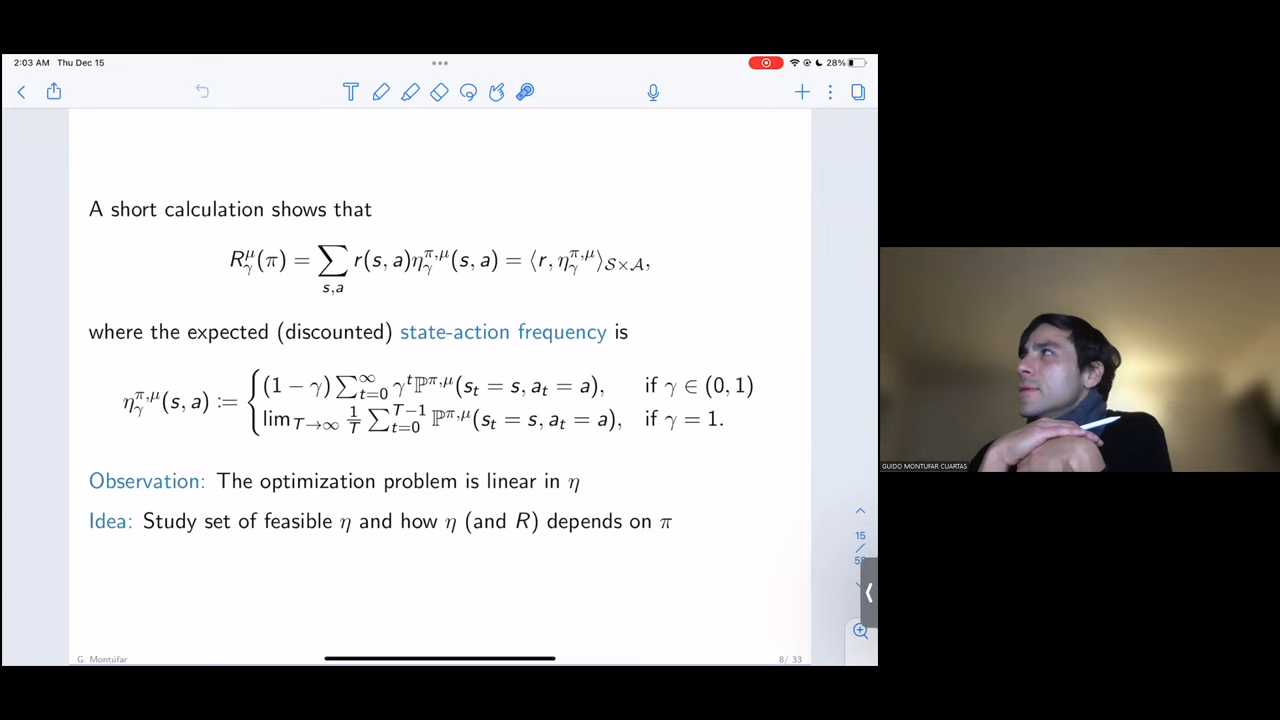 2:03 AM Thu Dec 15
28%
A short calculation shows that
R^μ_γ(π) = ∑_{s,a} r(s, a)η^{π,μ}_γ(s, a) = ⟨r, η^{π,μ}_γ⟩_{𝒮×𝒜},
where the expected (discounted) state-action frequency is
η^{π,μ}_γ(s, a) := { (1 − γ) ∑^∞_{t=0} γ^t ℙ^{π,μ}(s_t = s, a_t = a), if γ ∈ (0, 1)
lim_{T→∞} 1/T ∑^{T−1}_{t=0} ℙ^{π,μ}(s_t = s, a_t = a), if γ = 1.
Observation: The optimization problem is linear in η
Idea: Study set of feasible η and how η (and R) depends on π
15
/
G. Montúfar
8/ 33
GUIDO MONTUFAR CUARTAS